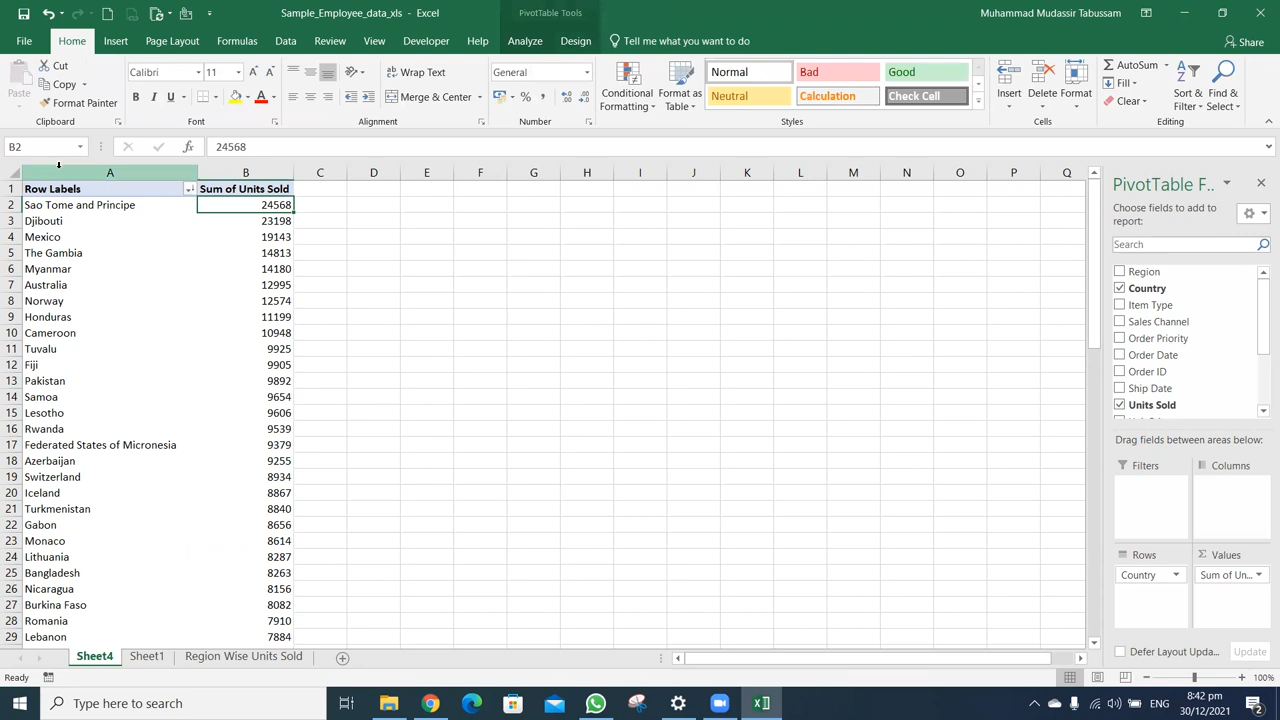 Sample_Employee_data_xls - Excel
PivotTable Tools
Muhammad Mudassir Tabussam
File Home Insert Page Layout Formulas Data Review View Developer Help Analyze Design Tell me what you want to do Share
Paste
Cut
Copy
Format Painter
Calibri 11
B I U
Wrap Text
Merge & Center
General
Conditional Formatting
Format as Table
Normal Bad Good
Neutral Calculation Check Cell
Insert Delete Format
AutoSum
Fill
Clear
Sort & Filter
Find & Select
Clipboard Font Alignment Number Styles Cells Editing
B2 24568
A B C D E F G H I J K L M N O P Q
1 Row Labels Sum of Units Sold
2 Sao Tome and Principe 24568
3 Djibouti 23198
4 Mexico 19143
5 The Gambia 14813
6 Myanmar 14180
7 Australia 12995
8 Norway 12574
9 Honduras 11199
10 Cameroon 10948
11 Tuvalu 9925
12 Fiji 9905
13 Pakistan 9892
14 Samoa 9654
15 Lesotho 9606
16 Rwanda 9539
17 Federated States of Micronesia 9379
18 Azerbaijan 9255
19 Switzerland 8934
20 Iceland 8867
21 Turkmenistan 8840
22 Gabon 8656
23 Monaco 8614
24 Lithuania 8287
25 Bangladesh 8263
26 Nicaragua 8156
27 Burkina Faso 8082
28 Romania 7910
29 Lebanon 7884
PivotTable F..
Choose fields to add to
report:
Search
Region
Country
Item Type
Sales Channel
Order Priority
Order Date
Order ID
Ship Date
Units Sold
Drag fields between areas below:
Filters Columns
Rows Values
Country Sum of Un...
Defer Layout Upda... Update
Sheet4 Sheet1 Region Wise Units Sold
Ready
100%
Type here to search
ENG
8:42 pm
30/12/2021
2